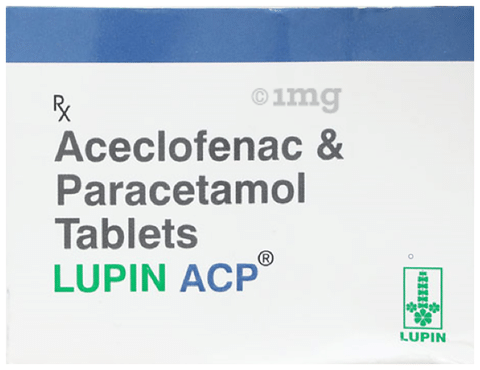 ©1mg
Rx
Aceclofenac &
Paracetamol
Tablets
LUPIN ACP®
LUPIN